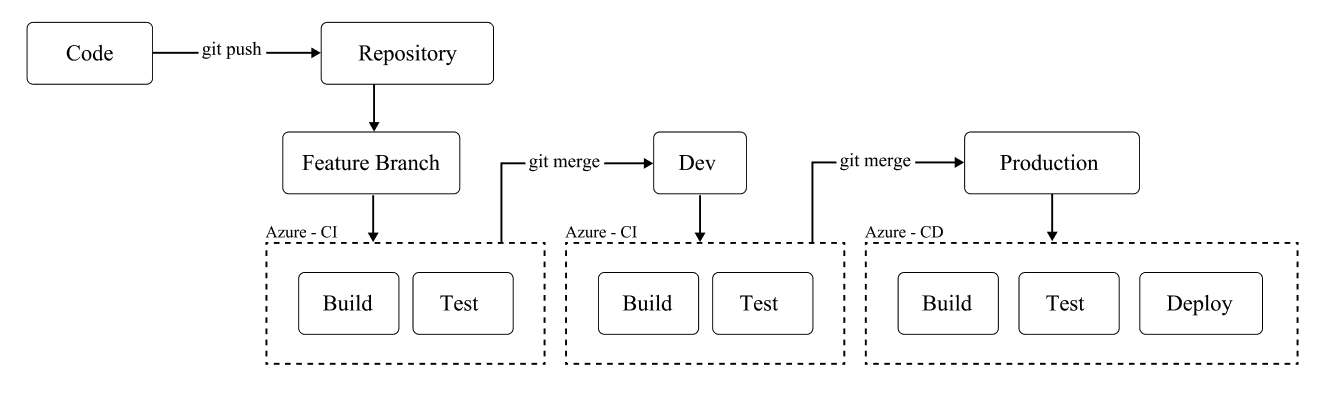 Code
git push
Repository
Feature Branch
git merge
Dev
git merge
Production
Azure - CI
Azure - CI
Azure - CD
Build
Test
Build
Test
Build
Test
Deploy